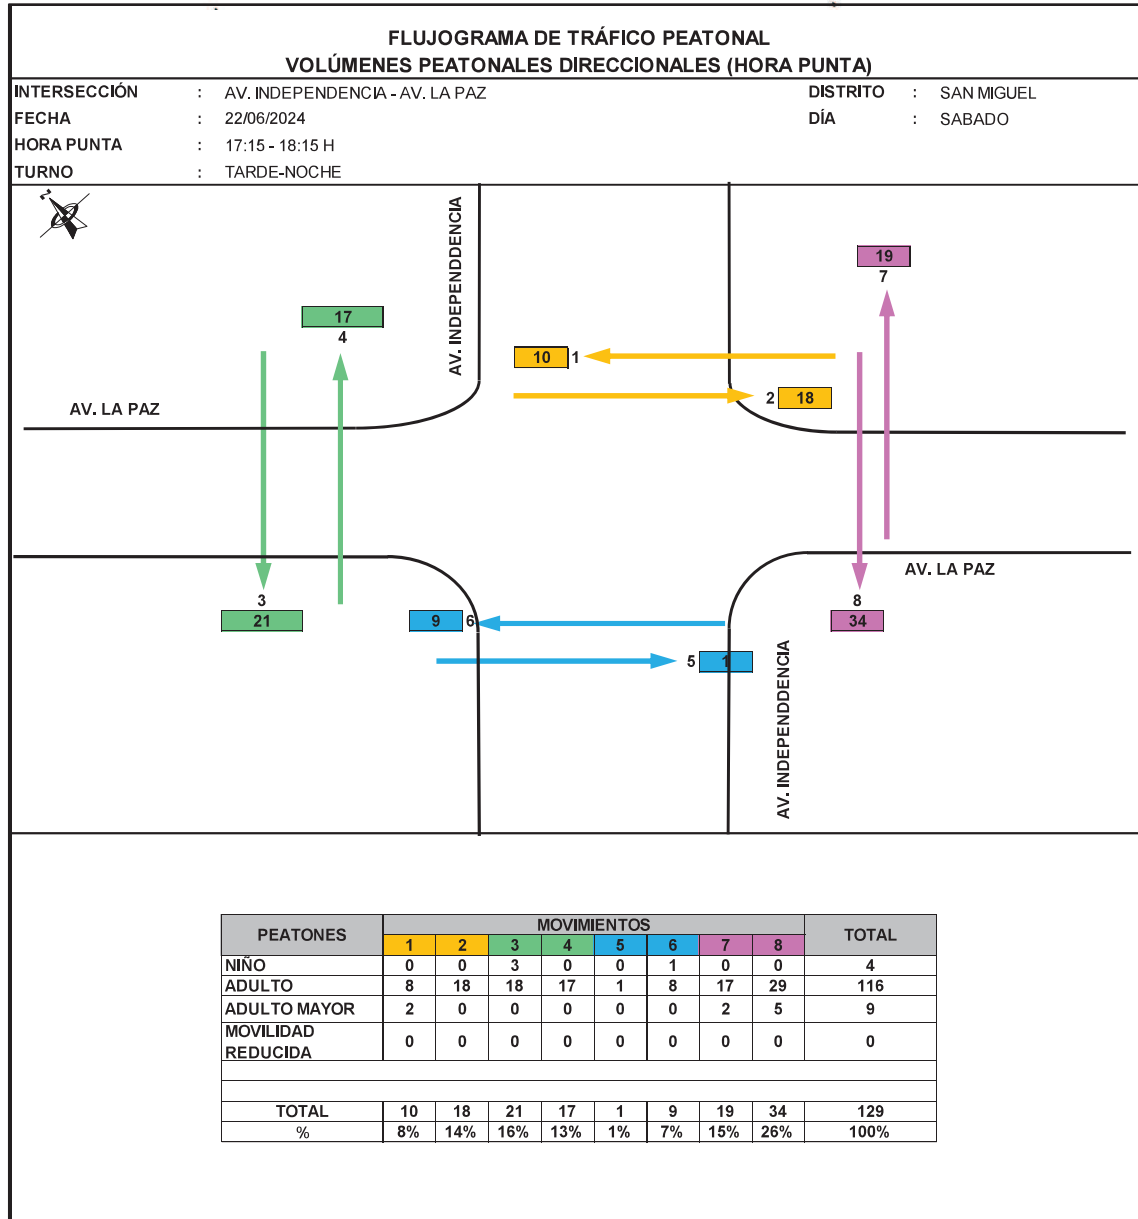 FLUJOGRAMA DE TRÁFICO PEATONAL
VOLÚMENES PEATONALES DIRECCIONALES (HORA PUNTA)
INTERSECCIÓN : AV. INDEPENDENCIA - AV. LA PAZ DISTRITO : SAN MIGUEL
FECHA : 22/06/2024 DÍA : SABADO
HORA PUNTA : 17:15 - 18:15 H
TURNO : TARDE-NOCHE
N
AV. INDEPENDDENCIA
19
7
17
4
10 1
2 18
AV. LA PAZ
AV. LA PAZ
3
21
9 6
8
34
5 1
AV. INDEPENDDENCIA
PEATONES MOVIMIENTOS TOTAL
1 2 3 4 5 6 7 8
NIÑO 0 0 3 0 0 1 0 0 4
ADULTO 8 18 18 17 1 8 17 29 116
ADULTO MAYOR 2 0 0 0 0 0 2 5 9
MOVILIDAD
REDUCIDA 0 0 0 0 0 0 0 0 0
TOTAL 10 18 21 17 1 9 19 34 129
% 8% 14% 16% 13% 1% 7% 15% 26% 100%